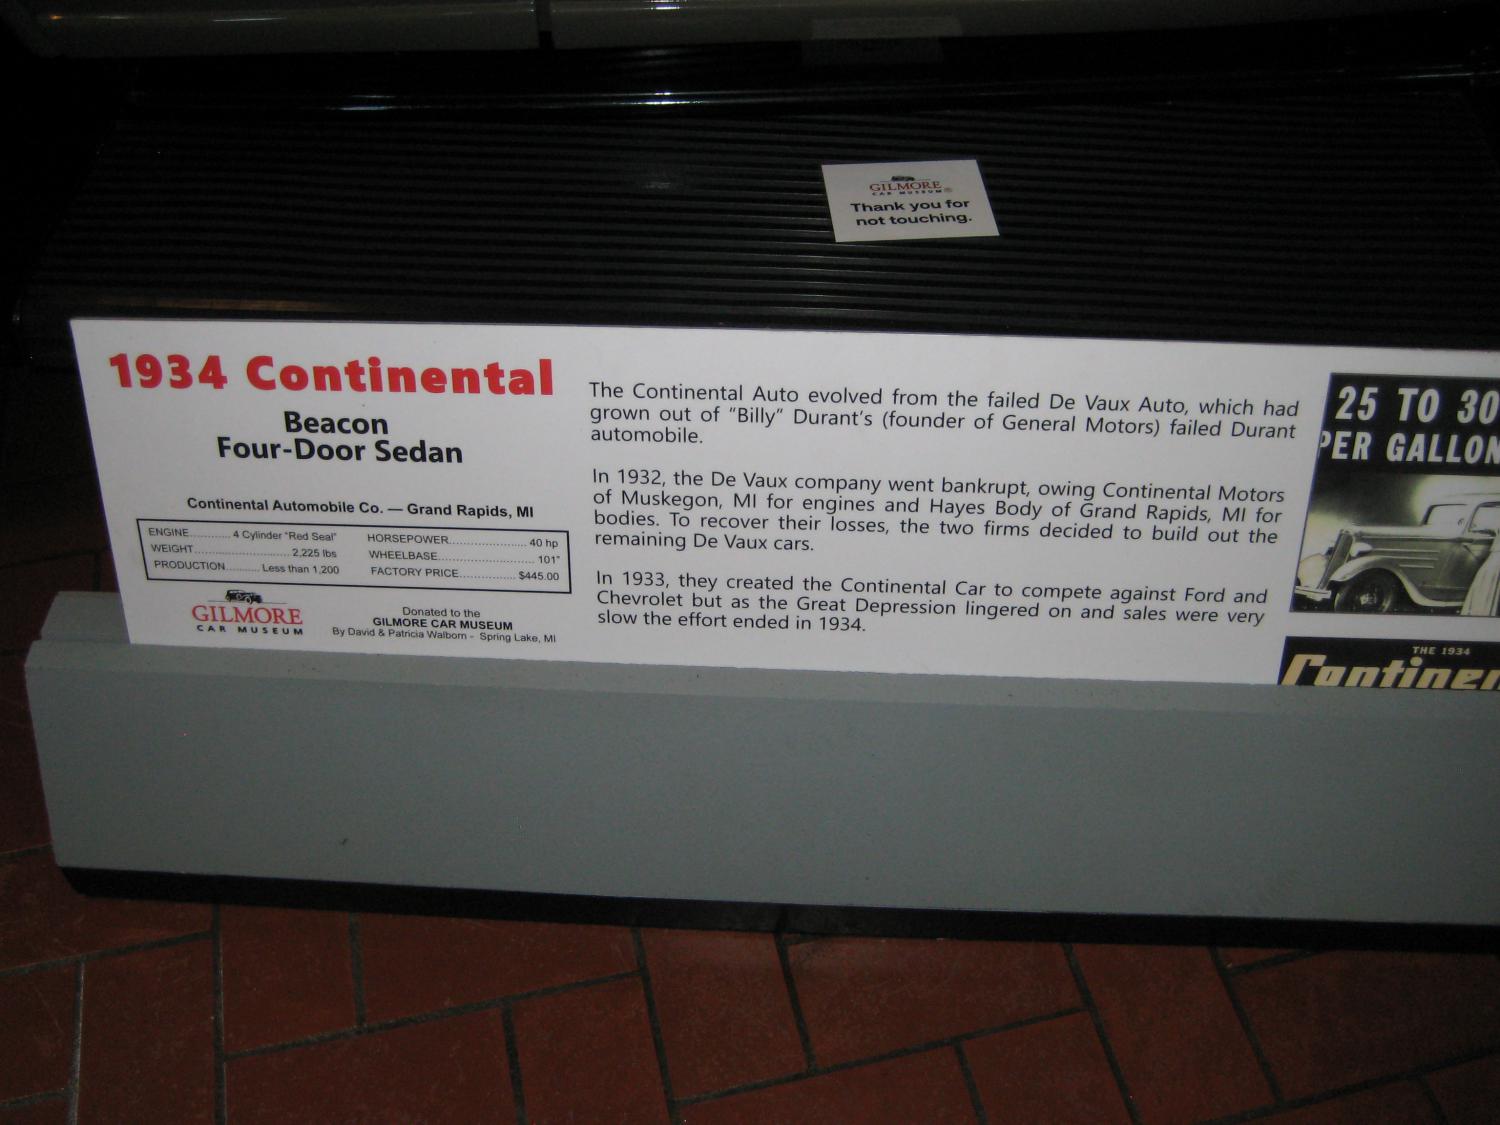 GILMORE
CAR MUSEUM®
Thank you for
not touching.
1934 Continental
Beacon
Four-Door Sedan
Continental Automobile Co. — Grand Rapids, MI
ENGINE........... 4 Cylinder "Red Seal"
WEIGHT.......................... 2,225 lbs
PRODUCTION.......... Less than 1,200
HORSEPOWER..................... 40 hp
WHEELBASE.......................... 101"
FACTORY PRICE............... $445.00
GILMORE
CAR MUSEUM
Donated to the
GILMORE CAR MUSEUM
By David & Patricia Walborn - Spring Lake, MI
The Continental Auto evolved from the failed De Vaux Auto, which had
grown out of "Billy" Durant's (founder of General Motors) failed Durant
automobile.
In 1932, the De Vaux company went bankrupt, owing Continental Motors
of Muskegon, MI for engines and Hayes Body of Grand Rapids, MI for
bodies. To recover their losses, the two firms decided to build out the
remaining De Vaux cars.
In 1933, they created the Continental Car to compete against Ford and
Chevrolet but as the Great Depression lingered on and sales were very
slow the effort ended in 1934.
25 TO 30
PER GALLON
THE 1934
Continen